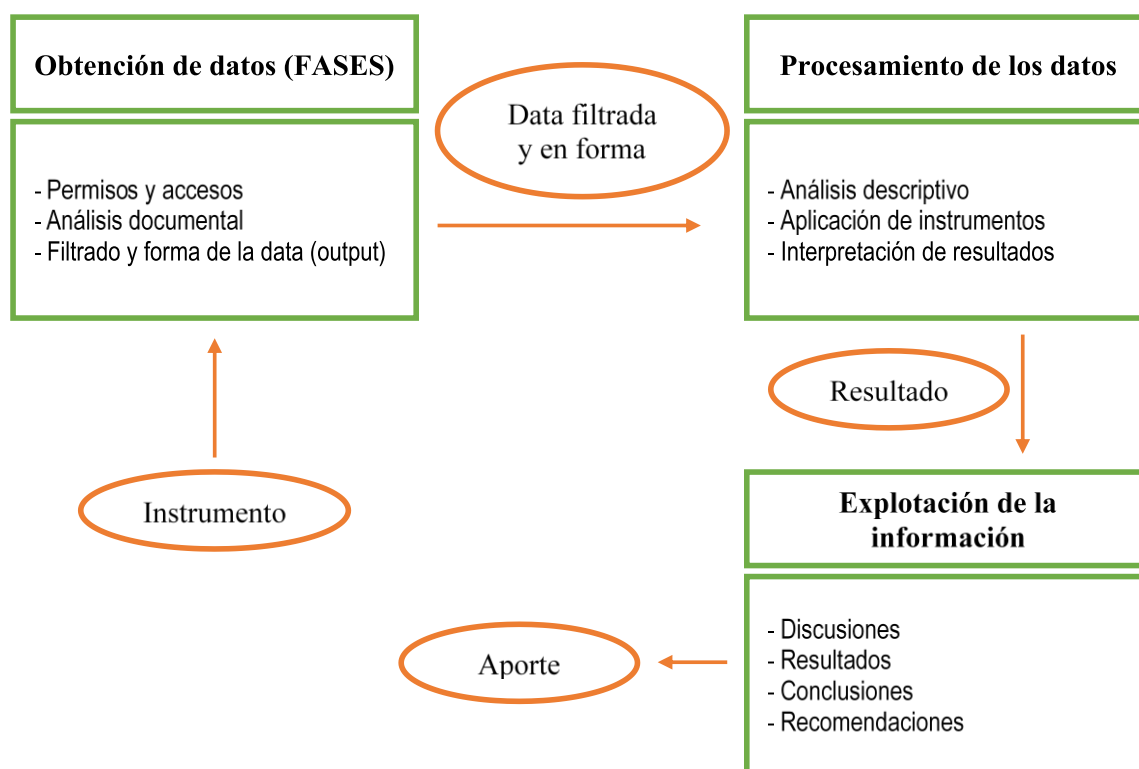 Obtención de datos (FASES)
- Permisos y accesos
- Análisis documental
- Filtrado y forma de la data (output)
Data filtrada
y en forma
Procesamiento de los datos
- Análisis descriptivo
- Aplicación de instrumentos
- Interpretación de resultados
Resultado
Instrumento
Explotación de la
información
- Discusiones
- Resultados
- Conclusiones
- Recomendaciones
Aporte